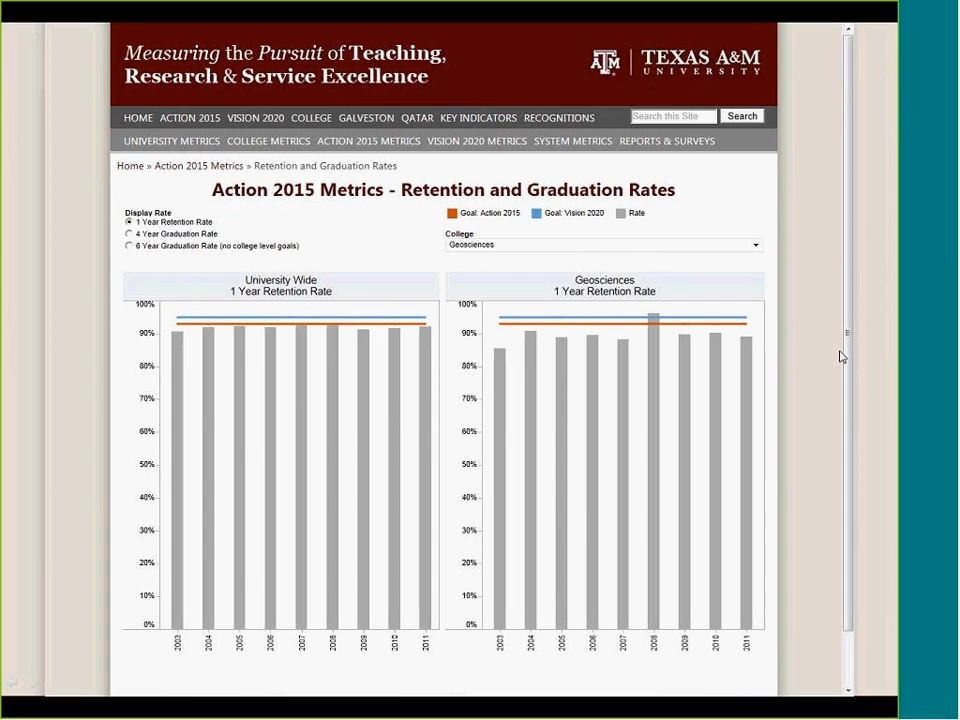 Measuring the Pursuit of Teaching,
Research & Service Excellence
ATM
TEXAS A&M
UNIVERSITY
HOME ACTION 2015 VISION 2020 COLLEGE GALVESTON QATAR KEY INDICATORS RECOGNITIONS
Search this Site Search
UNIVERSITY METRICS COLLEGE METRICS ACTION 2015 METRICS VISION 2020 METRICS SYSTEM METRICS REPORTS & SURVEYS
Home » Action 2015 Metrics » Retention and Graduation Rates
Action 2015 Metrics - Retention and Graduation Rates
Display Rate
1 Year Retention Rate
4 Year Graduation Rate
6 Year Graduation Rate (no college level goals)
Goal: Action 2015 Goal: Vision 2020 Rate
College
Geosciences
University Wide
1 Year Retention Rate
100%
90%
80%
70%
60%
50%
40%
30%
20%
10%
0%
2003 2004 2005 2006 2007 2008 2009 2010 2011
Geosciences
1 Year Retention Rate
100%
90%
80%
70%
60%
50%
40%
30%
20%
10%
0%
2003 2004 2005 2006 2007 2008 2009 2010 2011